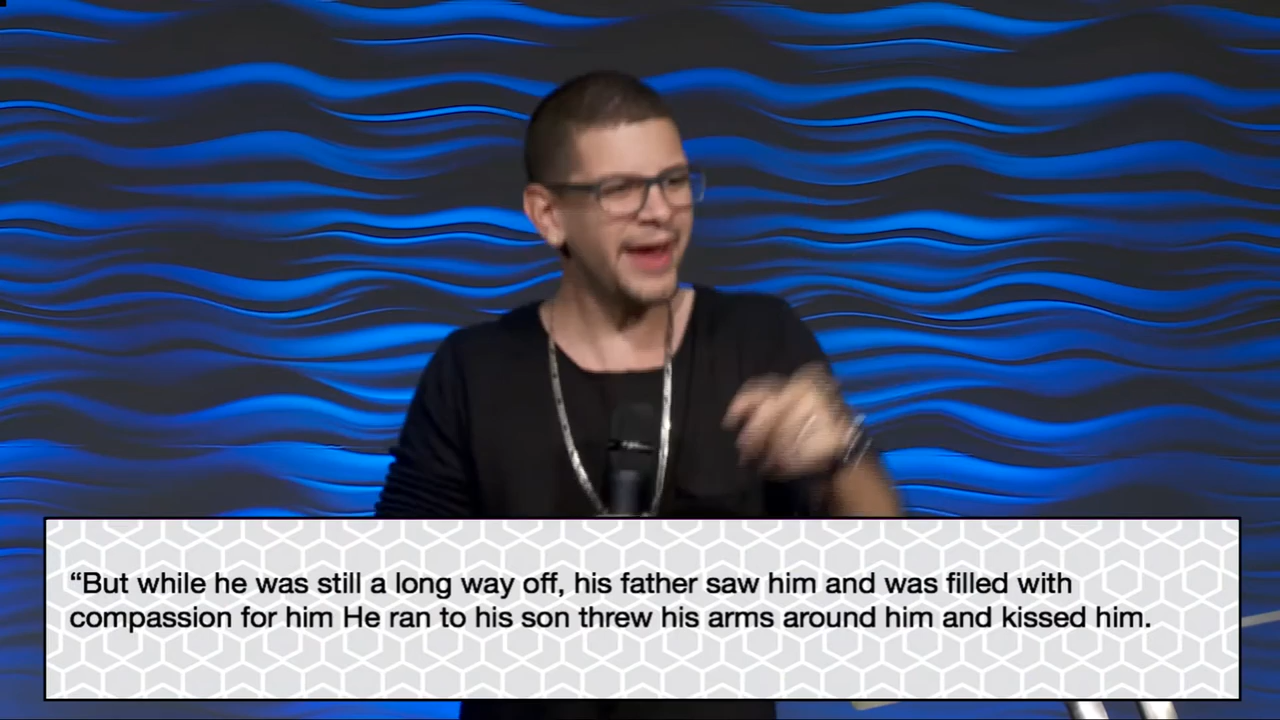 “But while he was still a long way off, his father saw him and was filled with
compassion for him He ran to his son threw his arms around him and kissed him.